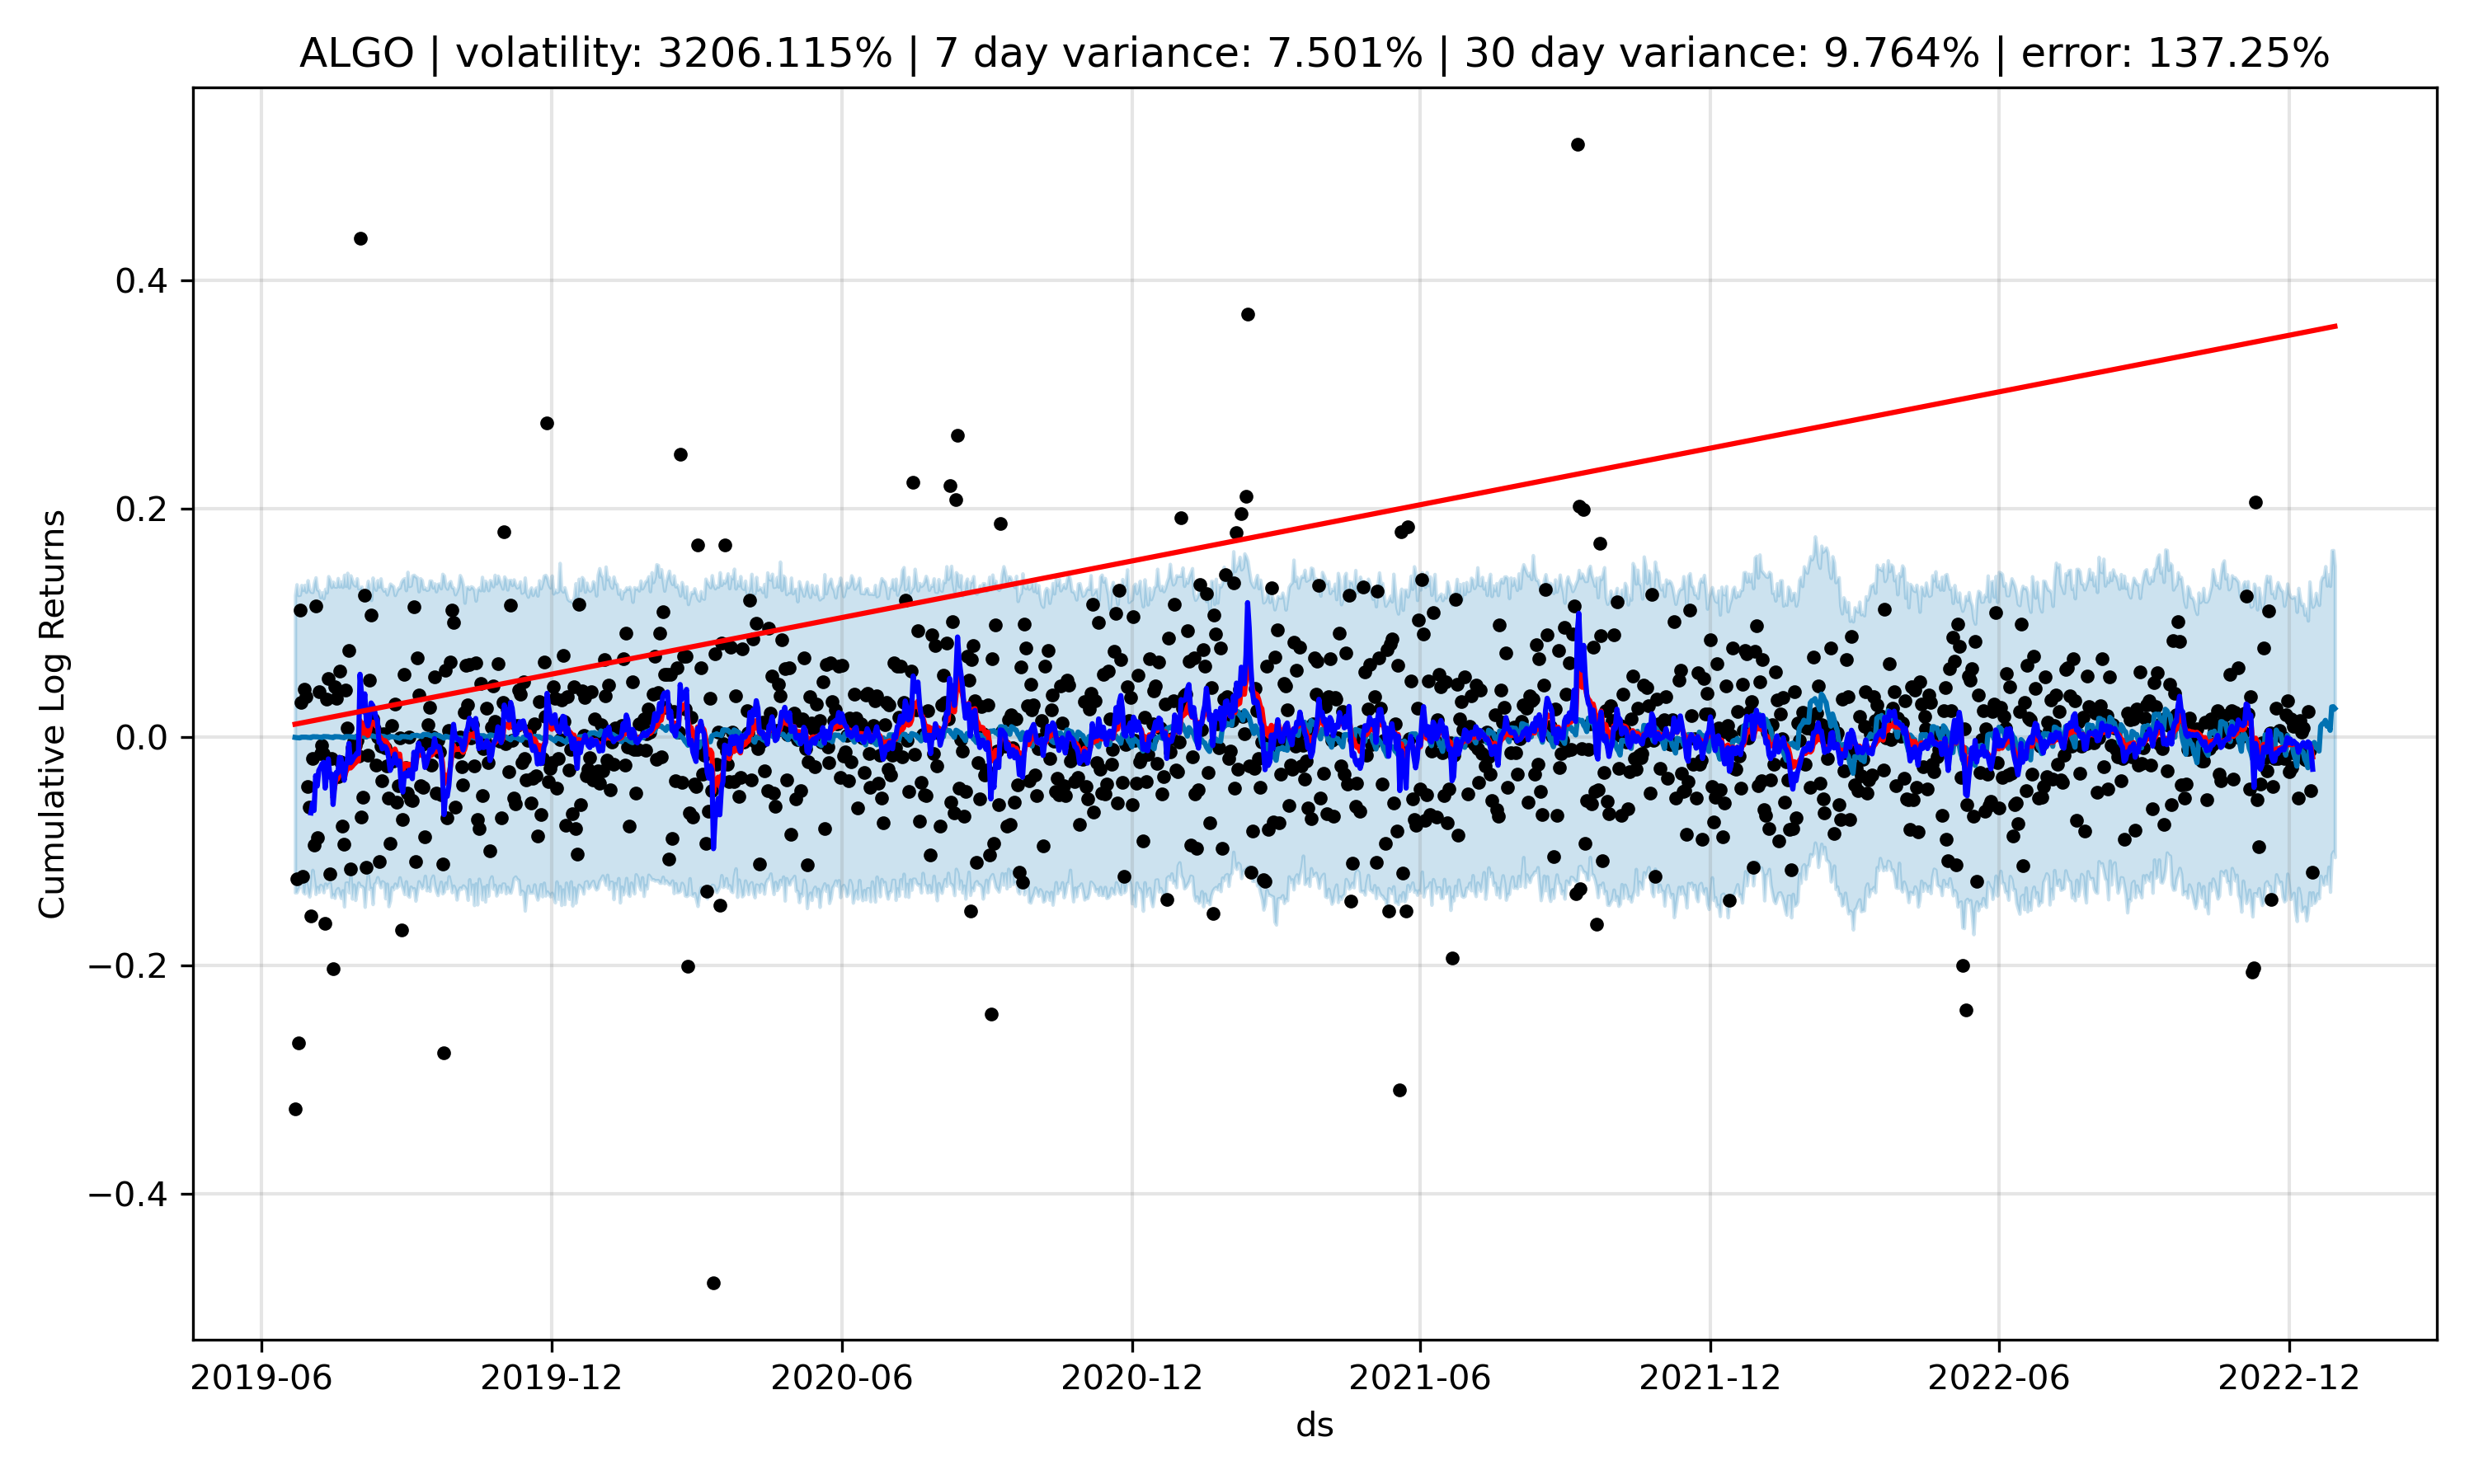 ALGO | volatility: 3206.115% | 7 day variance: 7.501% | 30 day variance: 9.764% | error: 137.25%
Cumulative Log Returns
0.4
0.2
0.0
−0.2
−0.4
2019-06 2019-12 2020-06 2020-12 2021-06 2021-12 2022-06 2022-12
ds